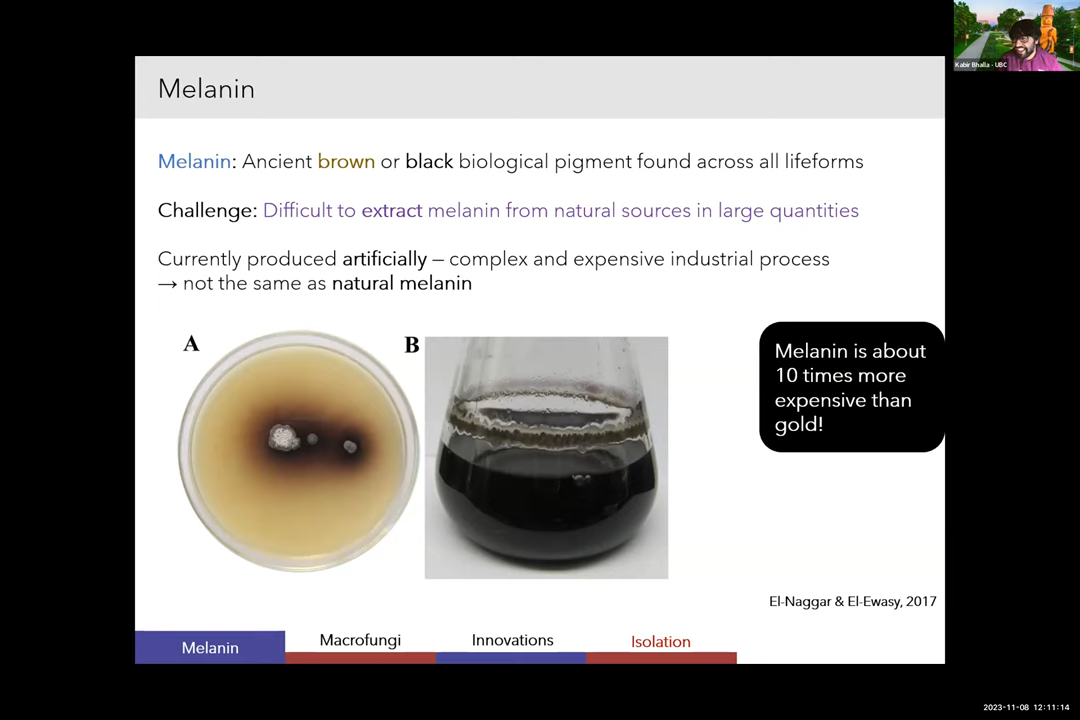 Kabir Bhalla - UBC
Melanin
Melanin: Ancient brown or black biological pigment found across all lifeforms
Challenge: Difficult to extract melanin from natural sources in large quantities
Currently produced artificially – complex and expensive industrial process
→ not the same as natural melanin
A
B
Melanin is about
10 times more
expensive than
gold!
El-Naggar & El-Ewasy, 2017
Melanin
Macrofungi
Innovations
Isolation
2023-11-08 12:11:14